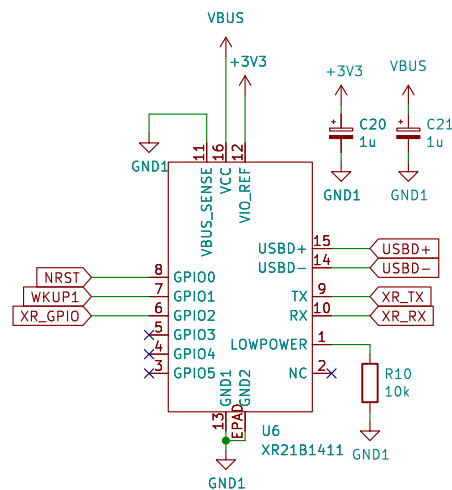 VBUS
+3V3
+3V3
VBUS
+
C20
1u
+
C21
1u
GND1
GND1
GND1
11
16
12
VBUS_SENSE
VCC
VIO_REF
USBD+
15
USBD+
USBD-
14
USBD-
NRST
8
GPIO0
WKUP1
7
GPIO1
TX
9
XR_TX
XR_GPIO
6
GPIO2
RX
10
XR_RX
5
GPIO3
4
GPIO4
LOWPOWER
1
3
GPIO5
NC
2
R10
10k
GND1
GND2
13
EPAD
U6
XR21B1411
GND1
GND1